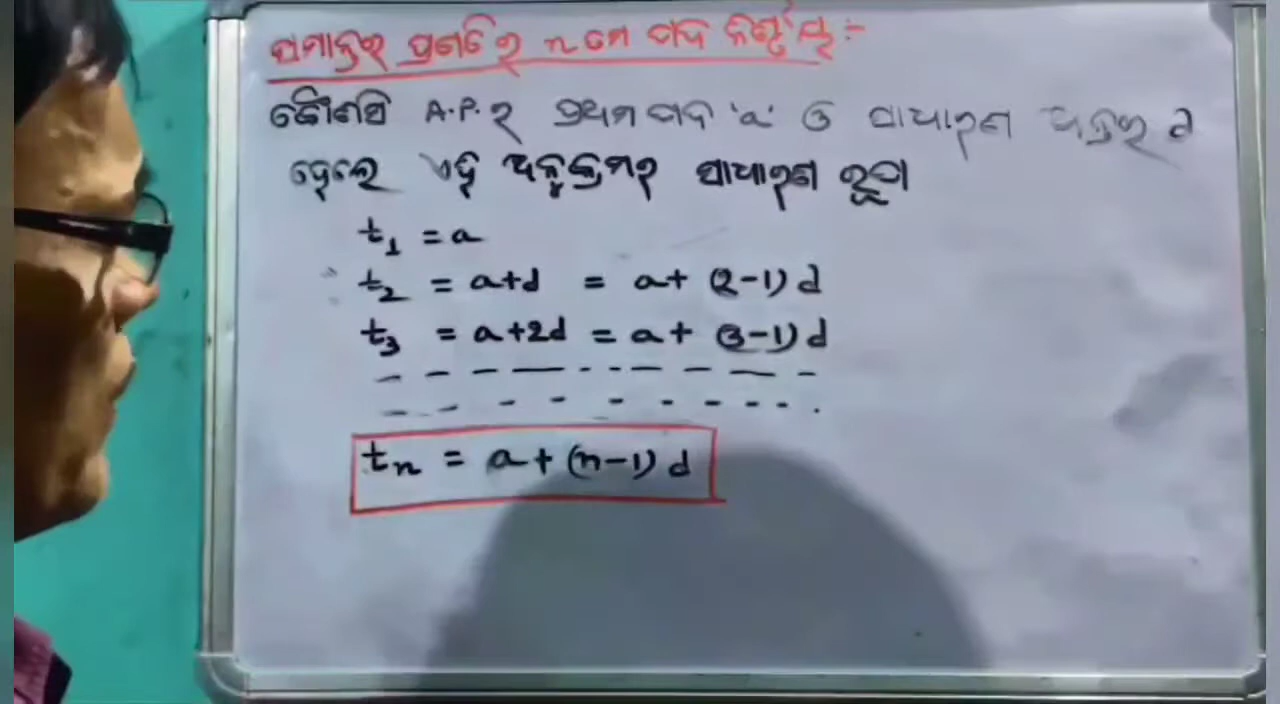 ସମାନ୍ତର ପ୍ରଗତିର n ମେ ପଦ ନିର୍ଣ୍ଣୟ :-
କୌଣସି A.P. ର ପ୍ରଥମ ପଦ 'a' ଓ ସାଧାରଣ ଅନ୍ତର d
ହେଲେ ଏହି ଅନୁକ୍ରମର ସାଧାରଣ ରୂପ
t₁ = a
t₂ = a+d = a+ (2-1) d
t₃ = a+2d = a+ (3-1) d
tₙ = a+(n-1) d